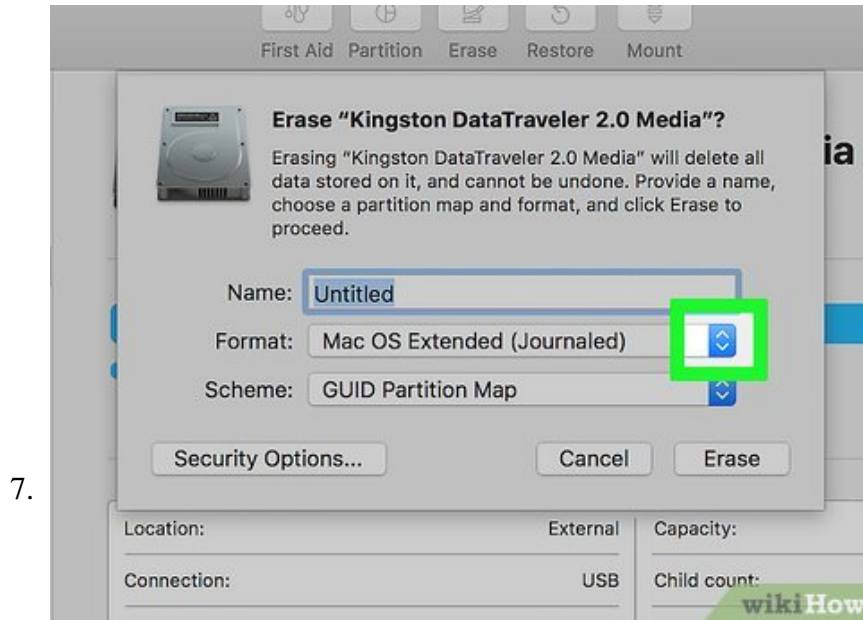 First Aid Partition Erase Restore Mount
Erase “Kingston DataTraveler 2.0 Media”?
ia
Erasing “Kingston DataTraveler 2.0 Media” will delete all
data stored on it, and cannot be undone. Provide a name,
choose a partition map and format, and click Erase to
proceed.
Name: Untitled
Format: Mac OS Extended (Journaled)
Scheme: GUID Partition Map
Security Options... Cancel Erase
7.
Location: External Capacity:
Connection: USB Child count:
wikiHow